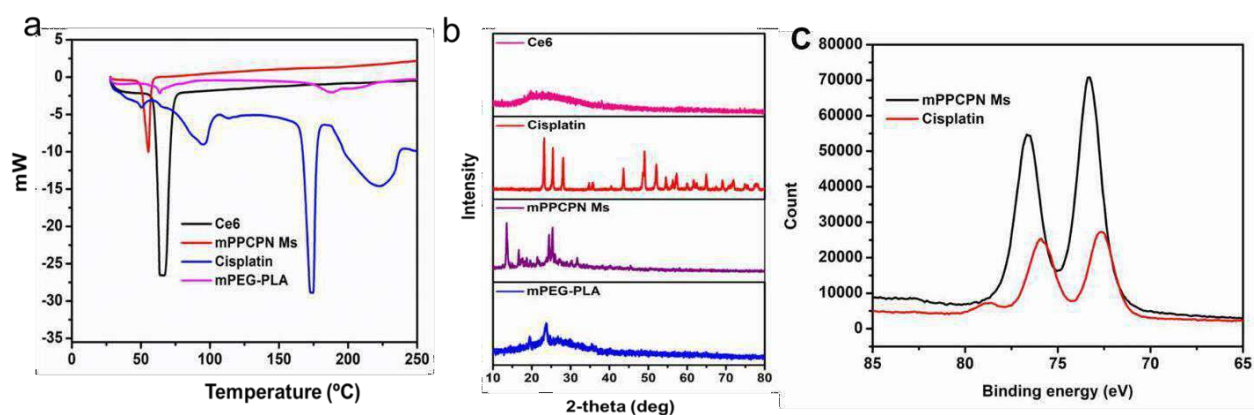 a
5
0
-5
-10
-15
-20
-25
-30
-35
mW
Ce6
mPPCPN Ms
Cisplatin
mPEG-PLA
0 50 100 150 200 250
Temperature (ºC)
b
Ce6
Cisplatin
mPPCPN Ms
mPEG-PLA
Intensity
10 20 30 40 50 60 70 80
2-theta (deg)
c
80000
70000
60000
50000
40000
30000
20000
10000
0
Count
mPPCPN Ms
Cisplatin
85 80 75 70 65
Binding energy (eV)